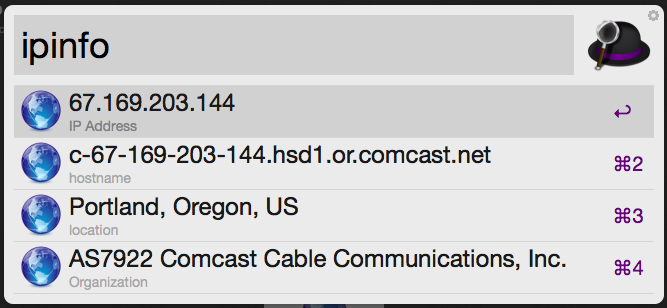 ipinfo
67.169.203.144
IP Address
c-67-169-203-144.hsd1.or.comcast.net
⌘2
hostname
Portland, Oregon, US
⌘3
location
AS7922 Comcast Cable Communications, Inc.
⌘4
Organization